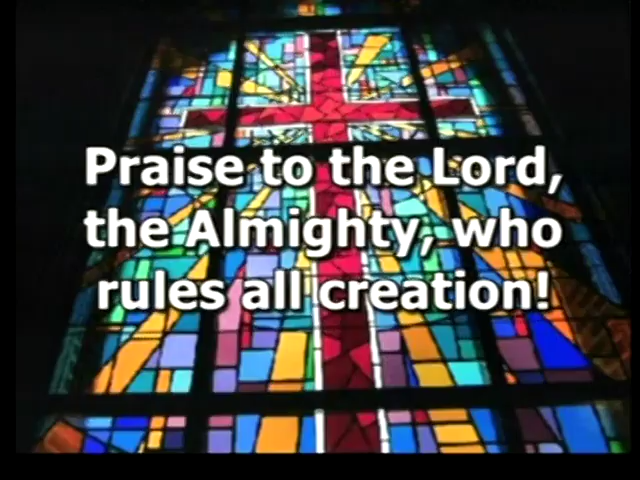 Praise to the Lord,
the Almighty, who
rules all creation!